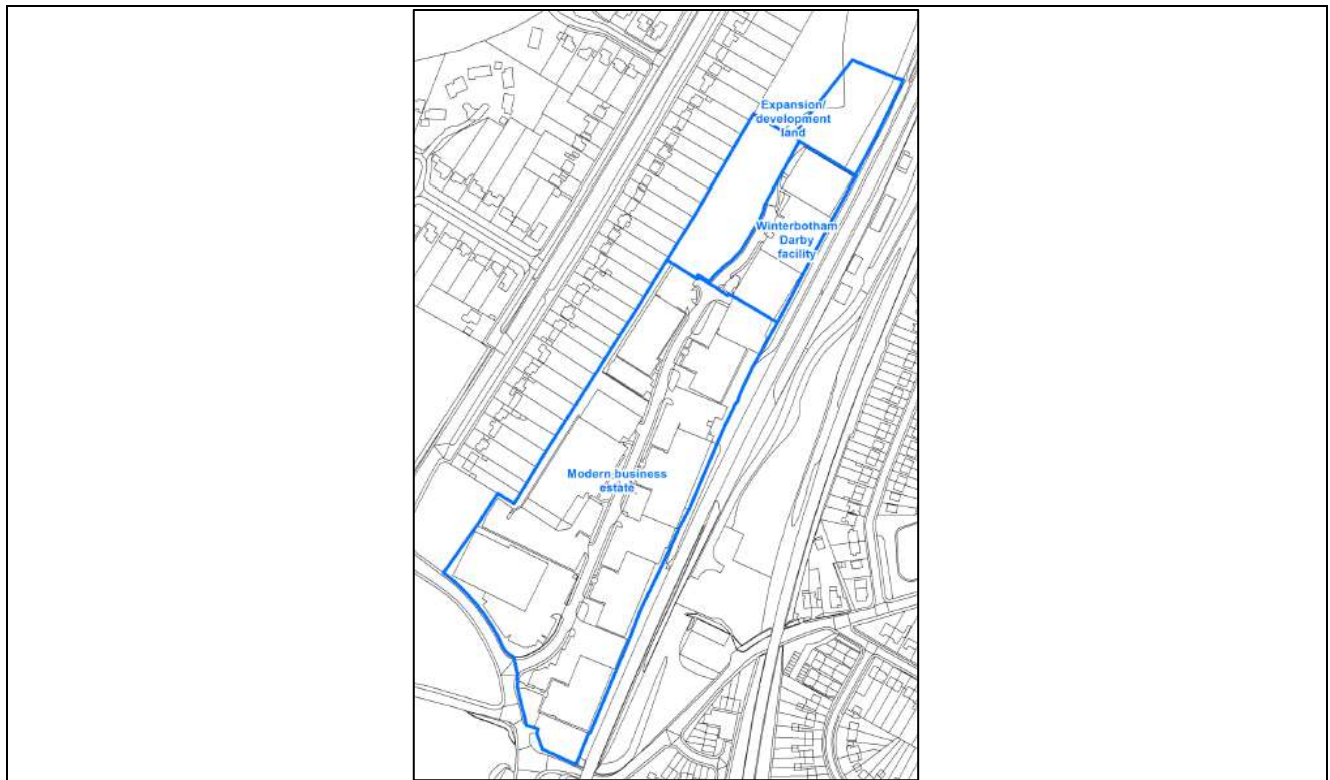 Expansion/
development
land
Winterbotham
Darby
facility
Modern business
estate